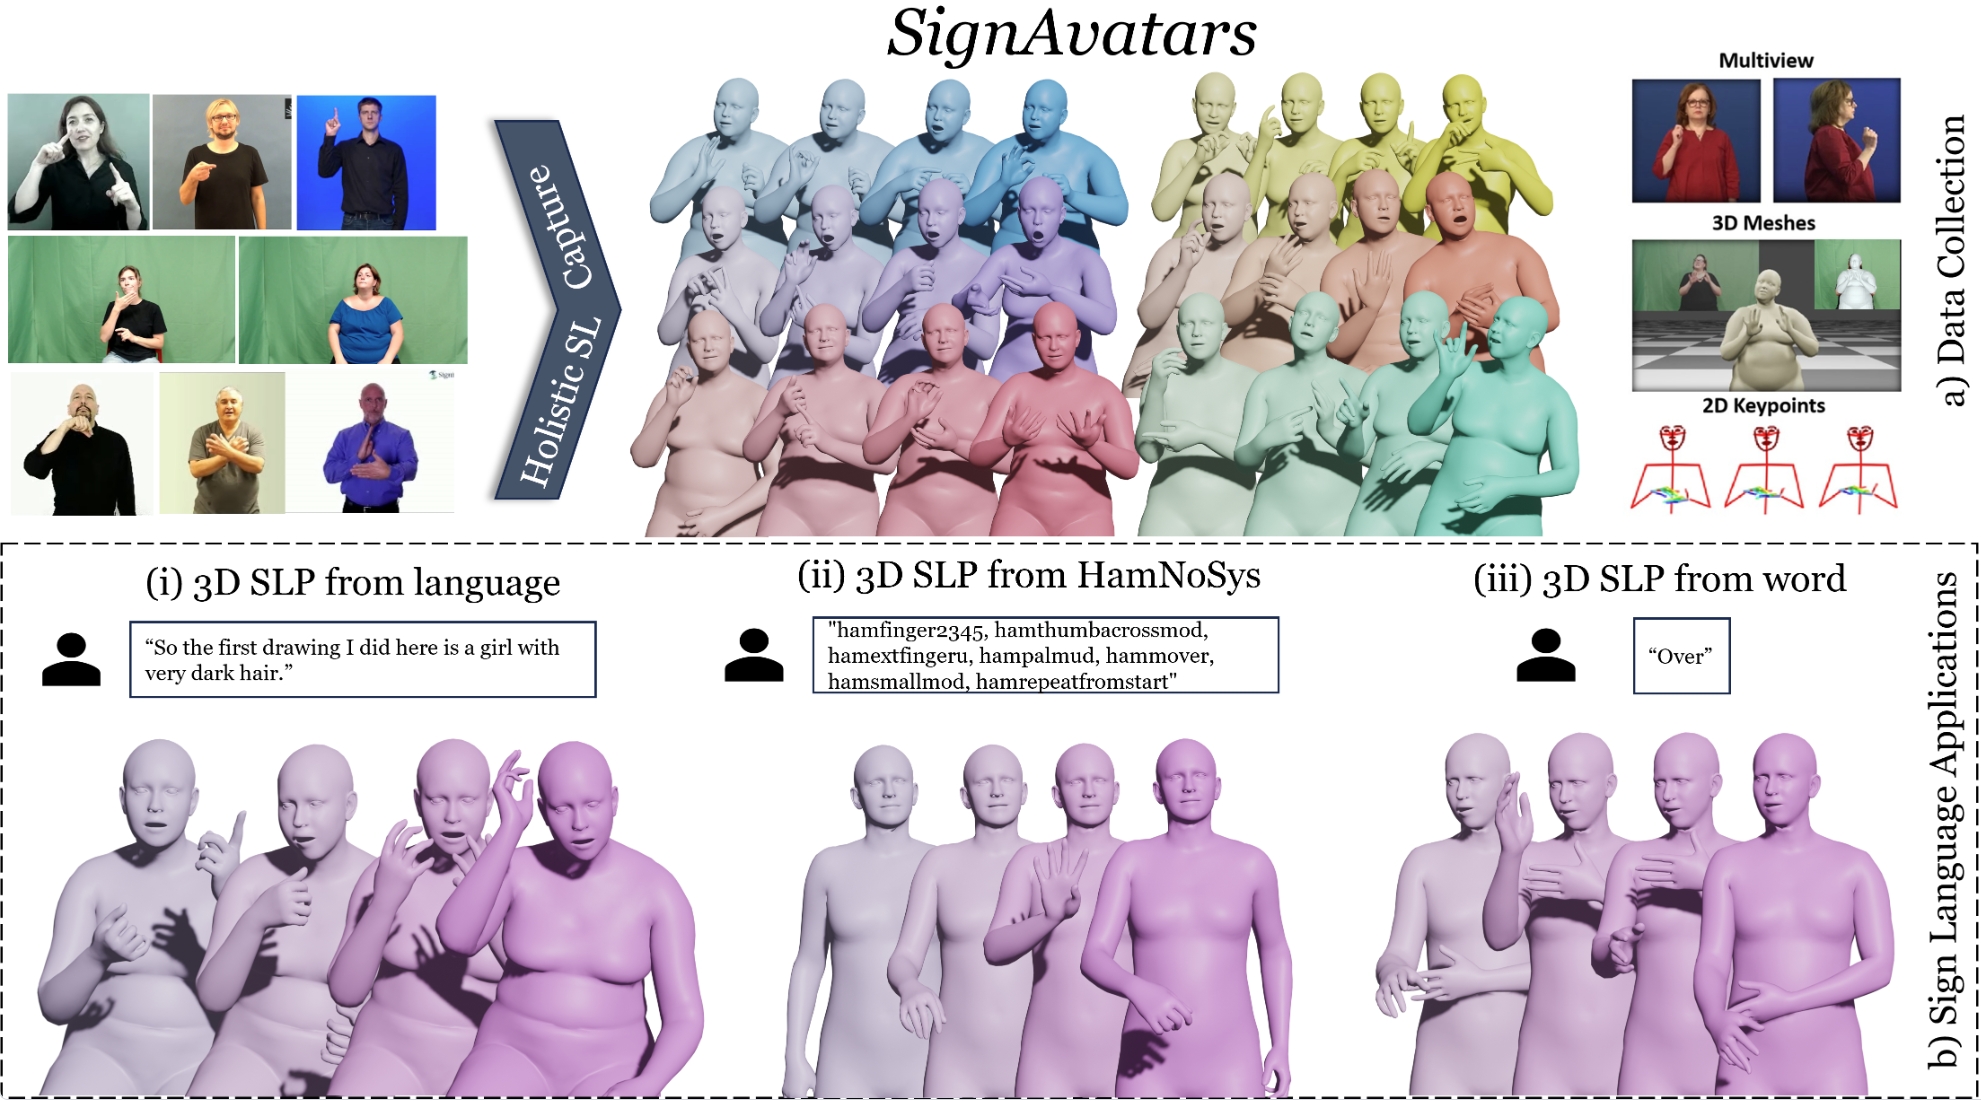 SignAvatars
Holistic SL Capture
Multiview
3D Meshes
2D Keypoints
a) Data Collection
(i) 3D SLP from language
“So the first drawing I did here is a girl with
very dark hair.”
(ii) 3D SLP from HamNoSys
"hamfinger2345, hamthumbacrossmod,
hamextfingeru, hampalmud, hammover,
hamsmallmod, hamrepeatfromstart"
(iii) 3D SLP from word
“Over”
b) Sign Language Applications